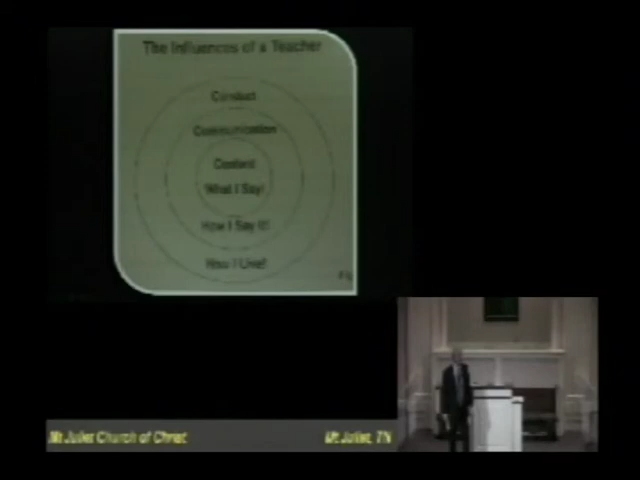 The Influences of a Teacher
Conduct
Communication
Content
What I Say!
How I Say It!
How I Live!
Mt Juliet Church of Christ
Mt Juliet, TN